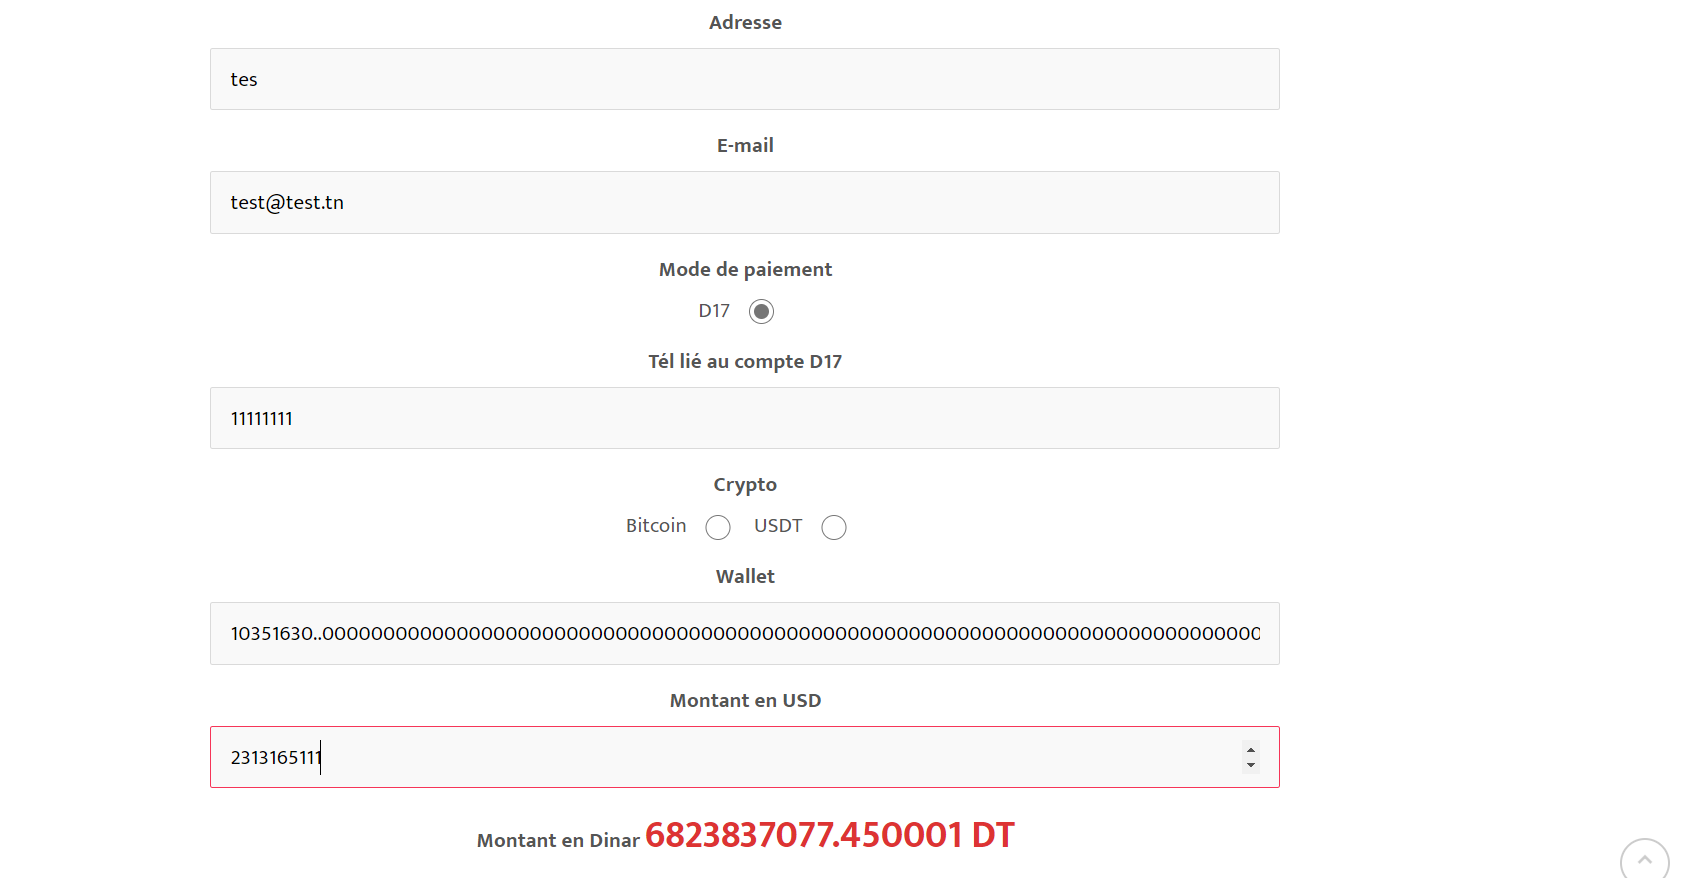 Adresse
tes
E-mail
test@test.tn
Mode de paiement
D17
Tél lié au compte D17
11111111
Crypto
Bitcoin USDT
Wallet
10351630..00000000000000000000000000000000000000000000000000000000000000000000000000000
Montant en USD
2313165111
Montant en Dinar 6823837077.450001 DT